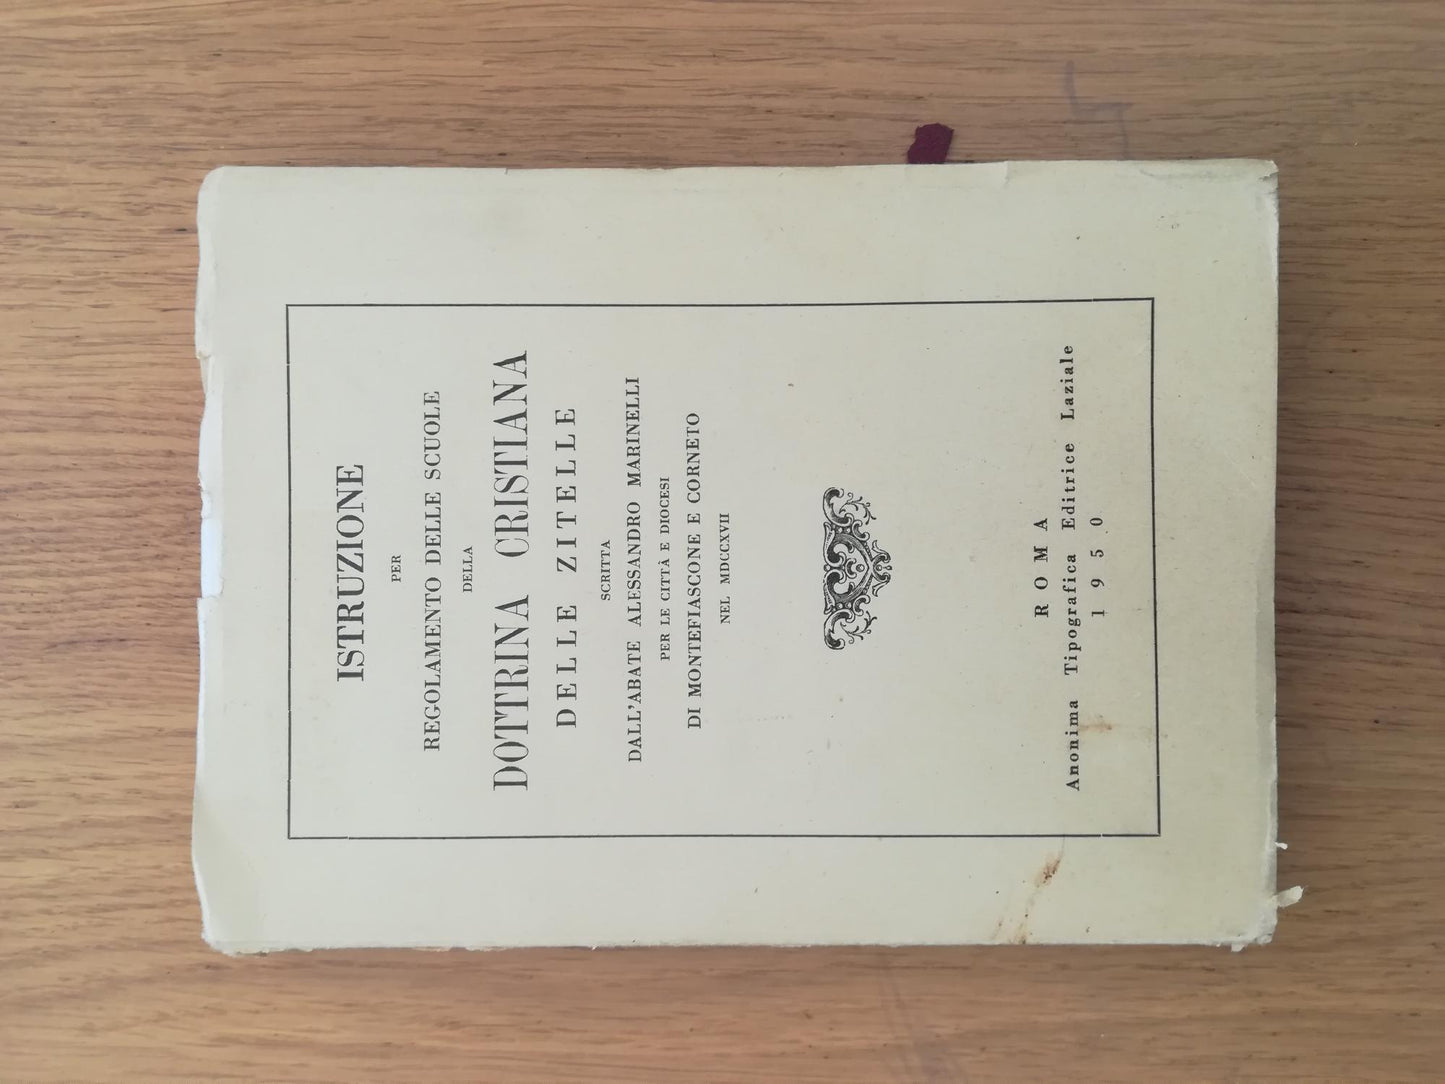 ISTRUZIONE
PER
REGOLAMENTO DELLE SCUOLE
DELLA
DOTTRINA CRISTIANA
DELLE ZITELLE
SCRITTA
DALL'ABATE ALESSANDRO MARINELLI
PER LE CITTÀ E DIOCESI
DI MONTEFIASCONE E CORNETO
NEL MDCCXVII
ROMA
Anonima Tipografica Editrice Laziale
1950